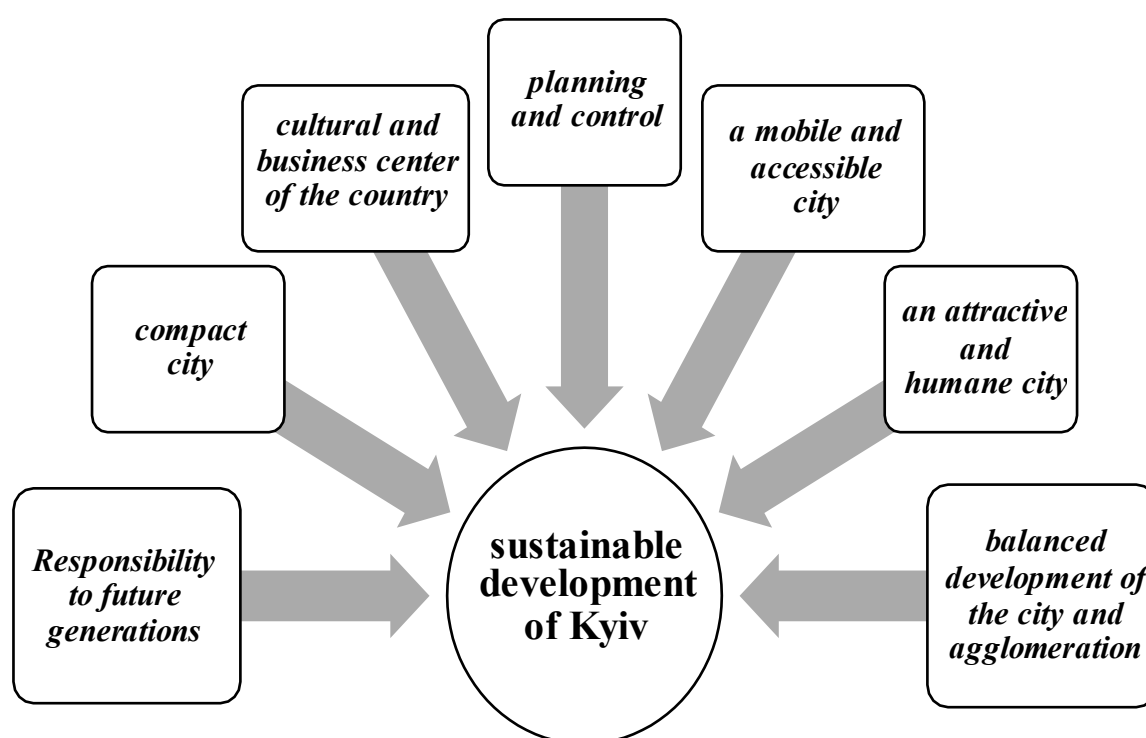 planning
and control
cultural and
business center
of the country
a mobile and
accessible
city
compact
city
an attractive
and
humane city
Responsibility
to future
generations
sustainable
development
of Kyiv
balanced
development of
the city and
agglomeration